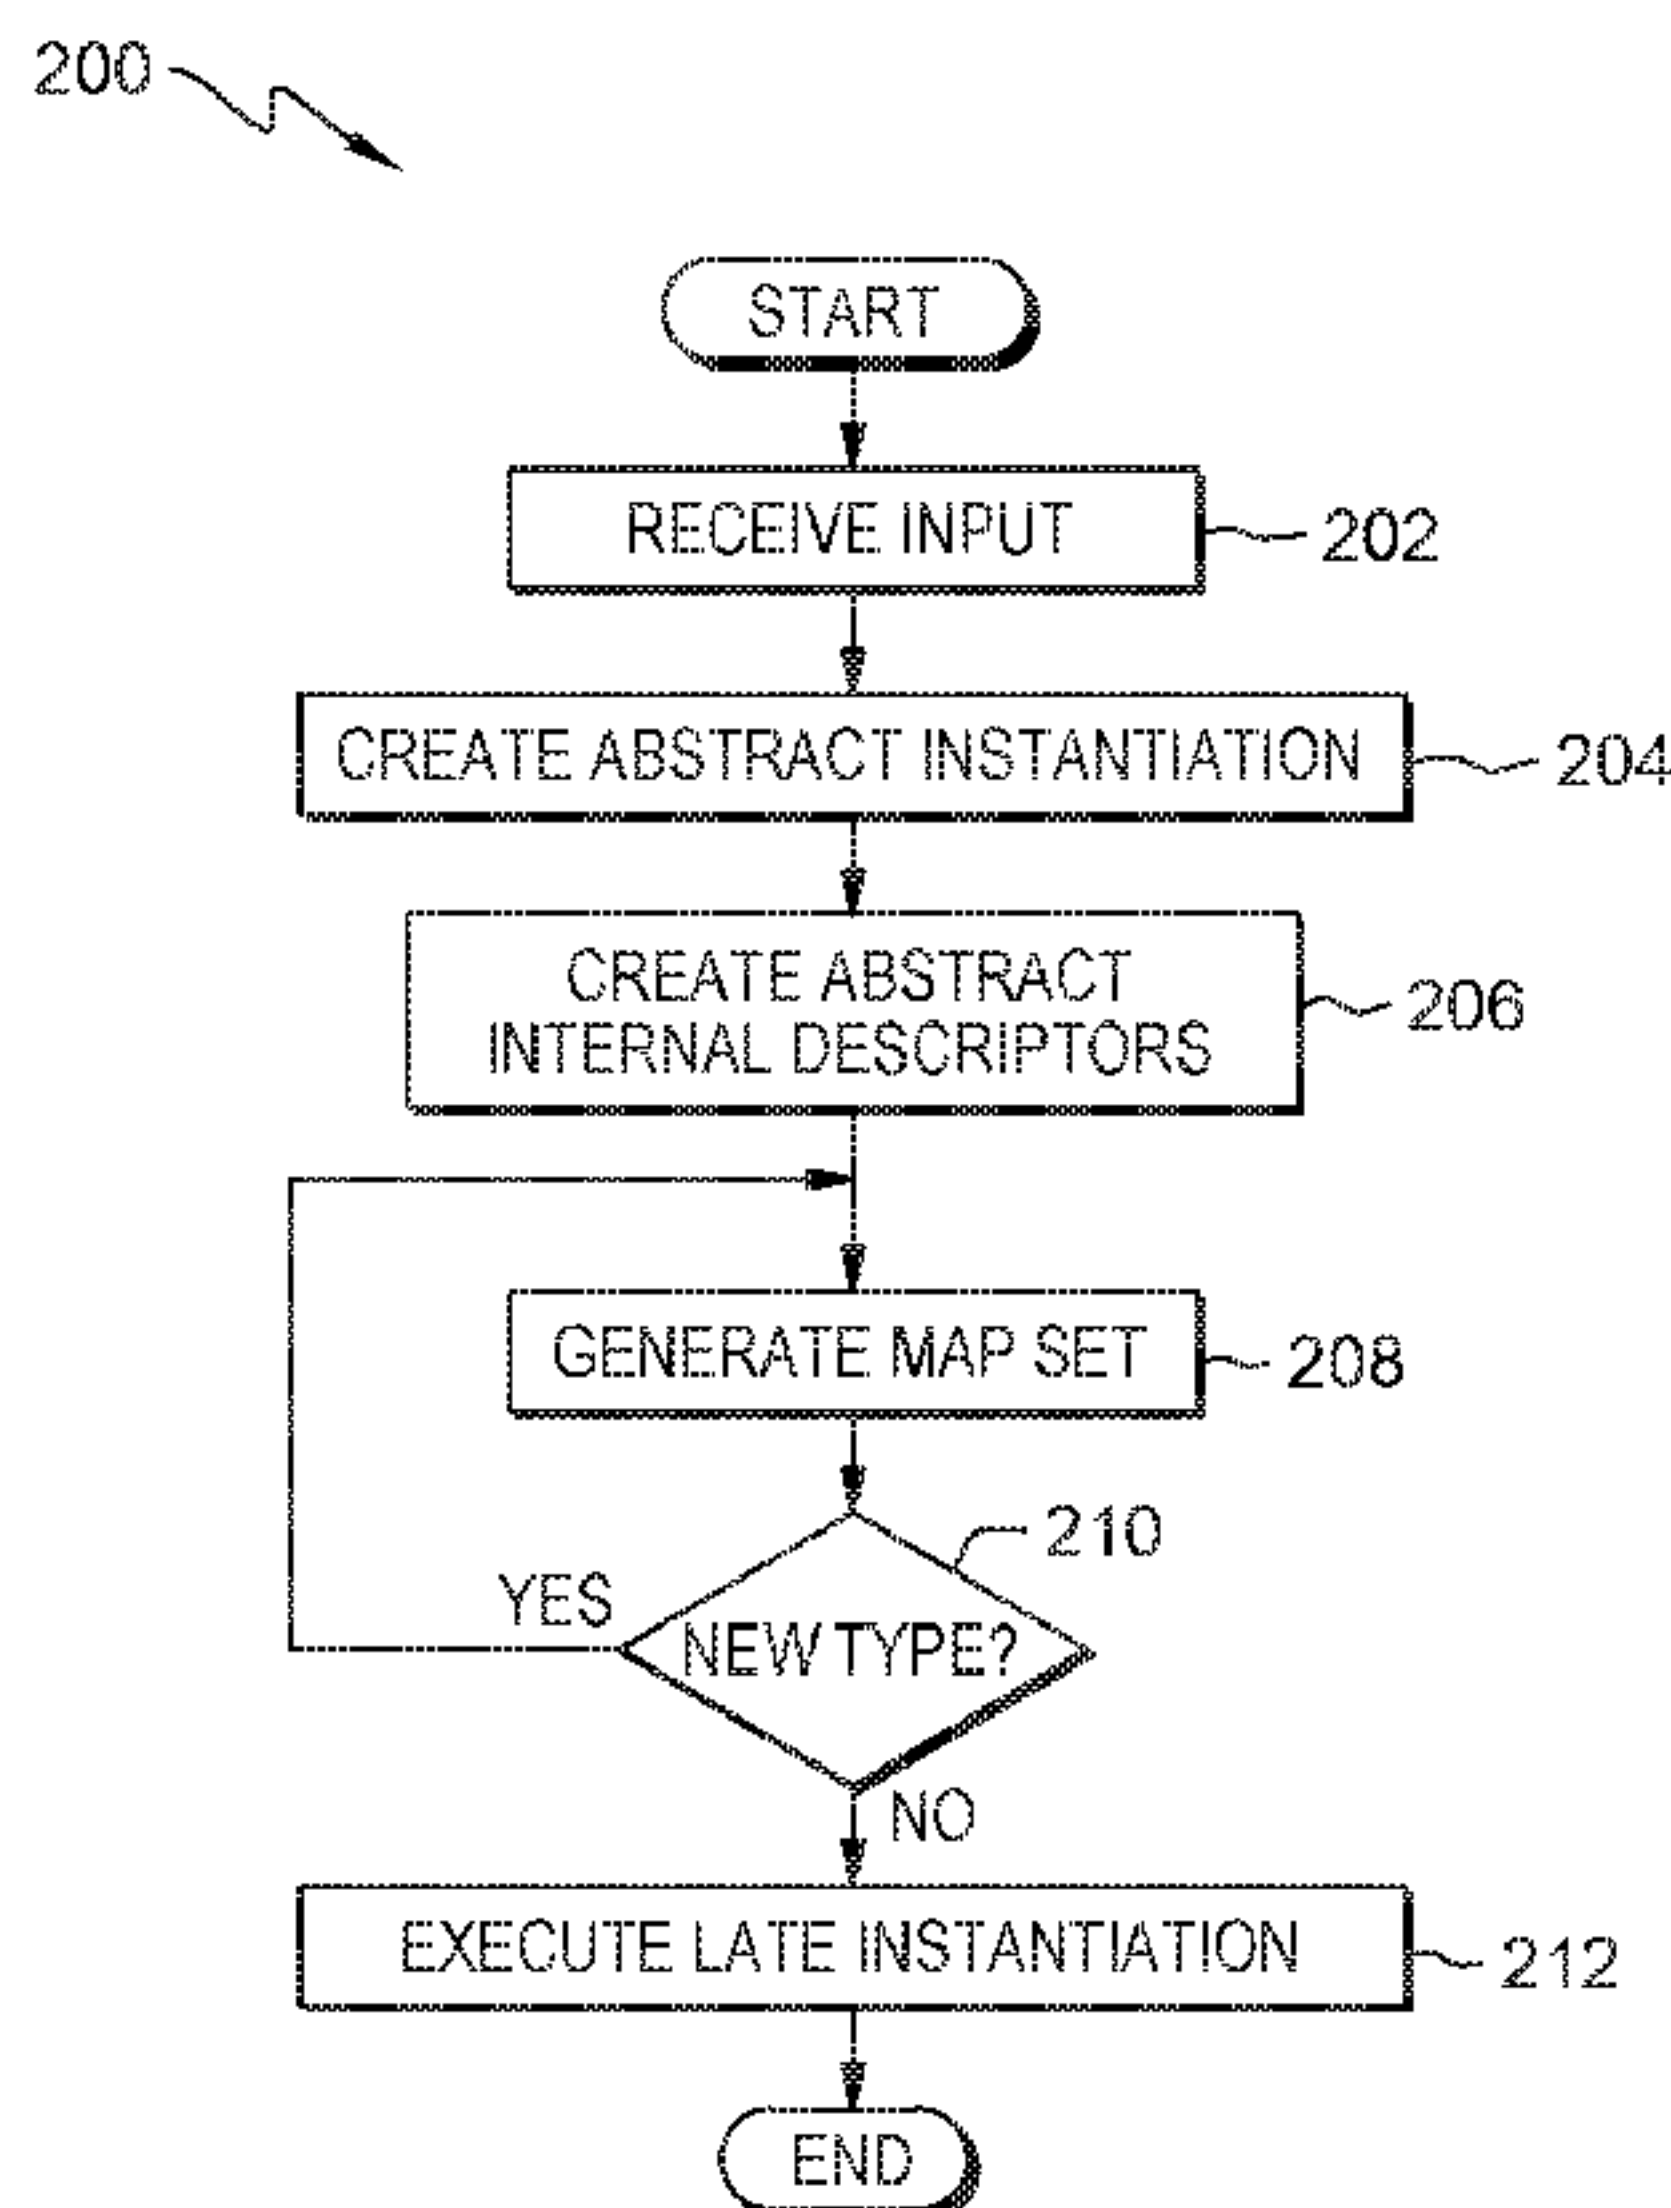 200
START
RECEIVE INPUT
202
CREATE ABSTRACT INSTANTIATION
204
CREATE ABSTRACT
INTERNAL DESCRIPTORS
206
GENERATE MAP SET
208
210
YES
NEW TYPE?
NO
EXECUTE LATE INSTANTIATION
212
END